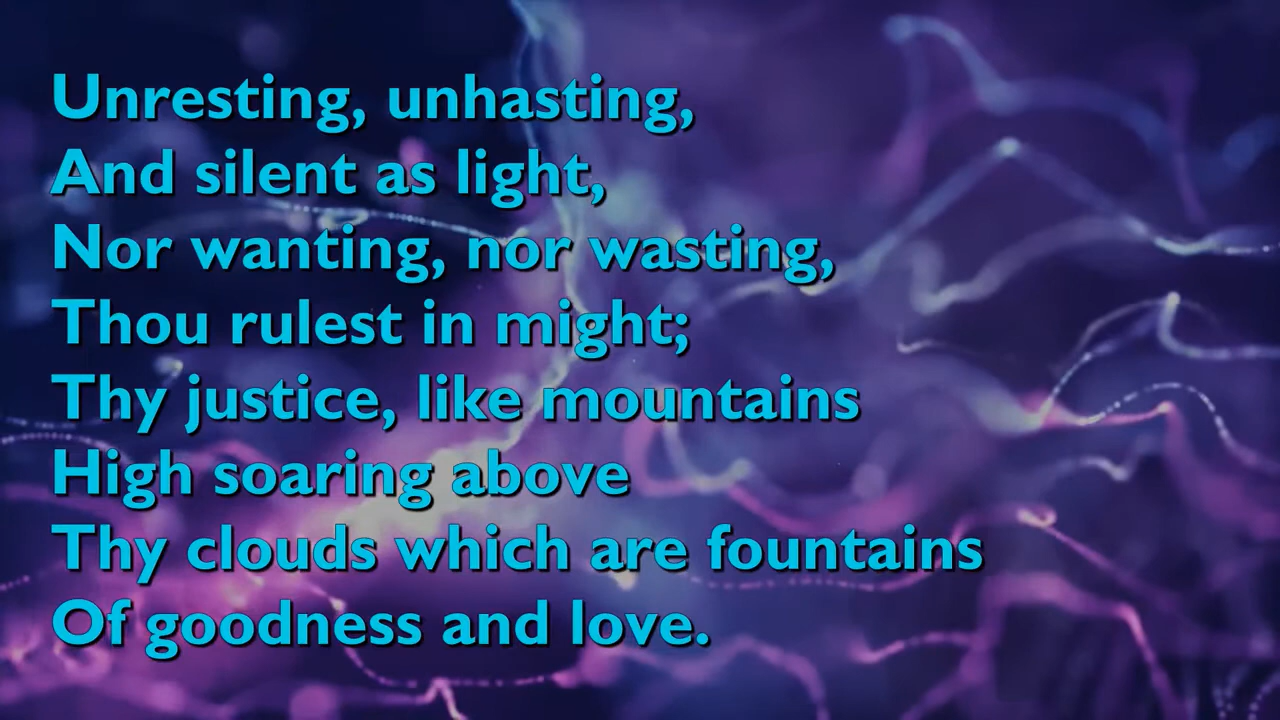 Unresting, unhasting,
And silent as light,
Nor wanting, nor wasting,
Thou rulest in might;
Thy justice, like mountains
High soaring above
Thy clouds which are fountains
Of goodness and love.